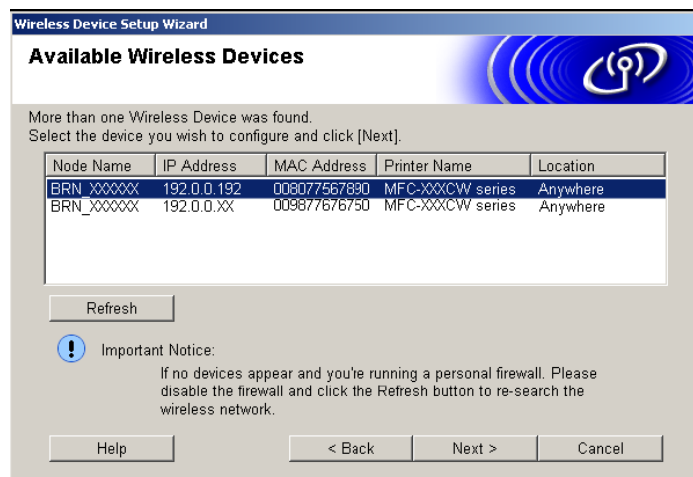 Wireless Device Setup Wizard
Available Wireless Devices
More than one Wireless Device was found.
Select the device you wish to configure and click [Next].
Node Name IP Address MAC Address Printer Name Location
BRN_XXXXXX 192.0.0.192 008077567890 MFC-XXXCW series Anywhere
BRN_XXXXXX 192.0.0.XX 009877676750 MFC-XXXCW series Anywhere
Refresh
Important Notice:
If no devices appear and you're running a personal firewall. Please
disable the firewall and click the Refresh button to re-search the
wireless network.
Help < Back Next > Cancel